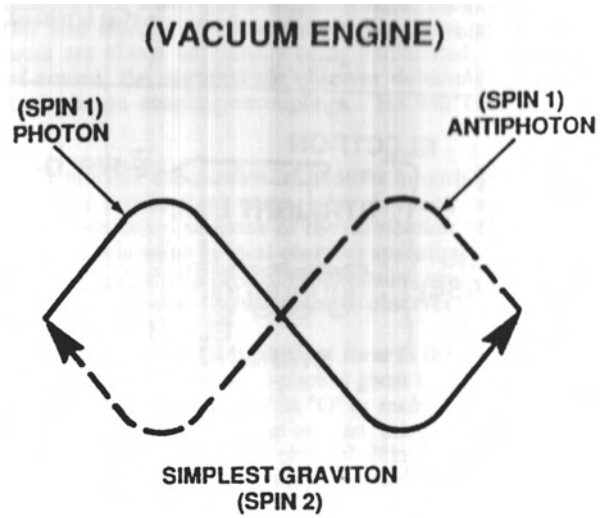 (VACUUM ENGINE)
(SPIN 1)
PHOTON
(SPIN 1)
ANTIPHOTON
SIMPLEST GRAVITON
(SPIN 2)